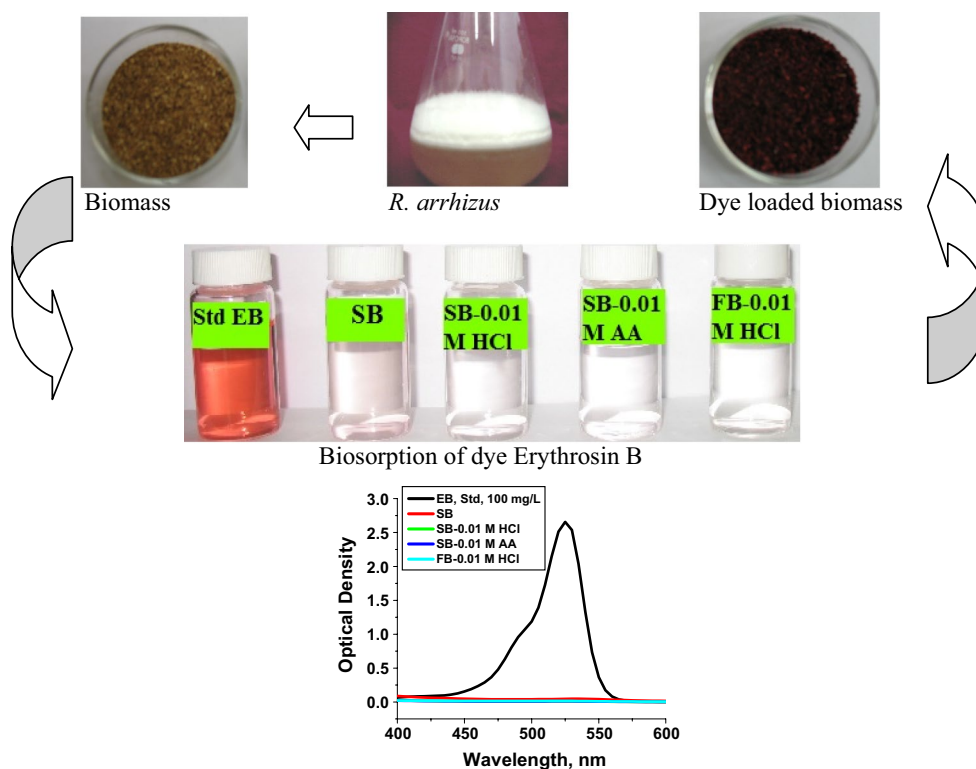 Biomass
R. arrhizus
Dye loaded biomass
Std EB
SB
SB-0.01
M HCl
SB-0.01
M AA
FB-0.01
M HCl
Biosorption of dye Erythrosin B
EB, Std, 100 mg/L
SB
SB-0.01 M HCl
SB-0.01 M AA
FB-0.01 M HCl
Optical Density
3.0
2.5
2.0
1.5
1.0
0.5
0.0
400 450 500 550 600
Wavelength, nm